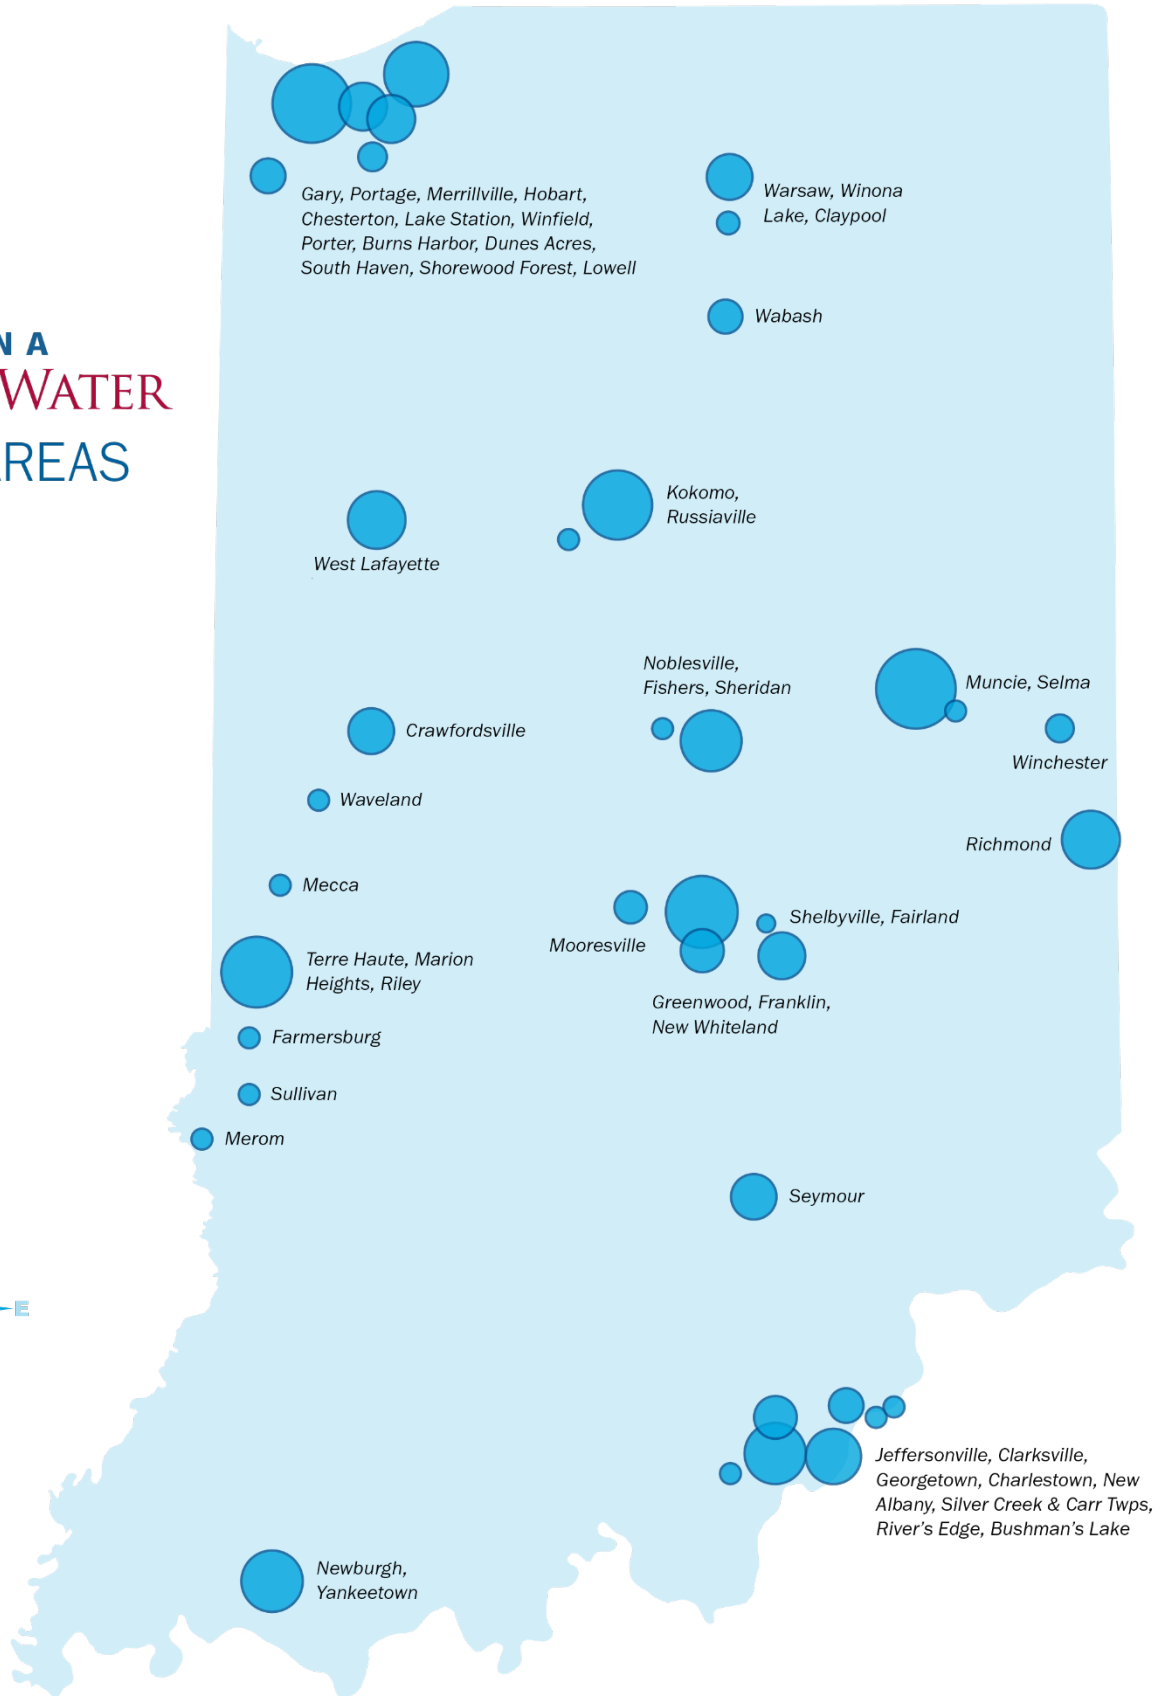 Gary, Portage, Merrillville, Hobart,
Chesterton, Lake Station, Winfield,
Porter, Burns Harbor, Dunes Acres,
South Haven, Shorewood Forest, Lowell
Warsaw, Winona
Lake, Claypool
Wabash
N A
WATER
AREAS
Kokomo,
Russiaville
West Lafayette
Noblesville,
Fishers, Sheridan
Muncie, Selma
Crawfordsville
Winchester
Waveland
Richmond
Mecca
Shelbyville, Fairland
Mooresville
Terre Haute, Marion
Heights, Riley
Greenwood, Franklin,
New Whiteland
Farmersburg
Sullivan
Merom
Seymour
E
Jeffersonville, Clarksville,
Georgetown, Charlestown, New
Albany, Silver Creek & Carr Twps,
River's Edge, Bushman's Lake
Newburgh,
Yankeetown